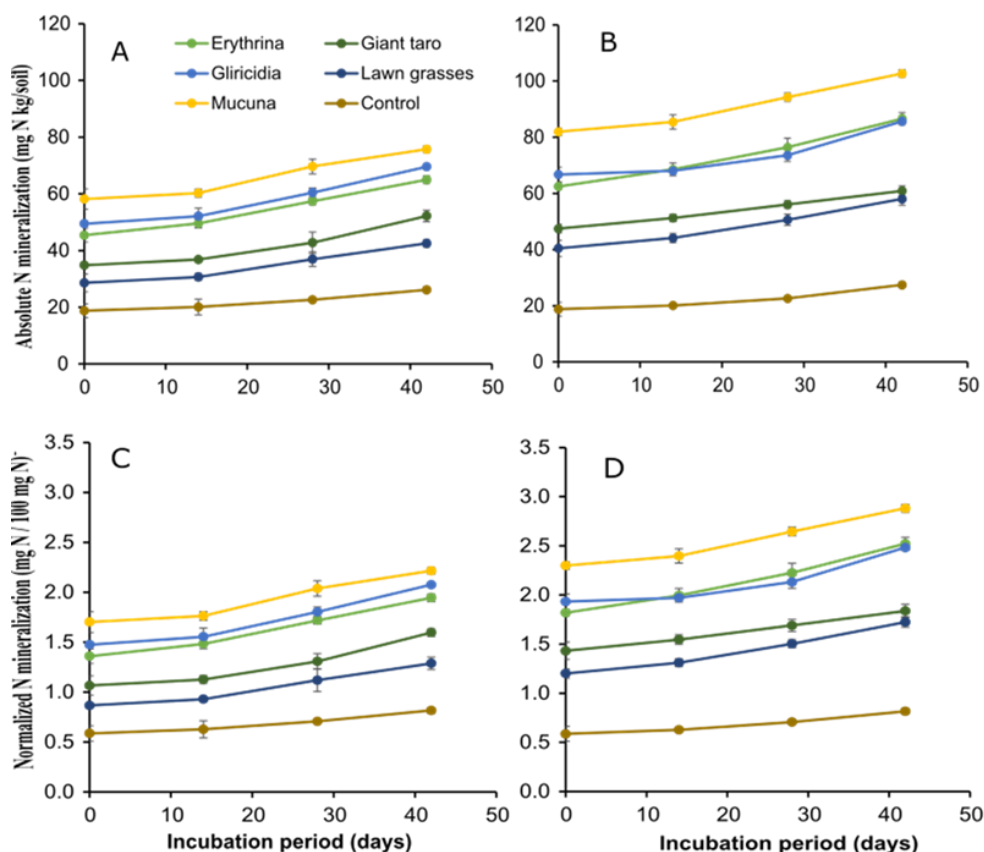 A
Erythrina
Giant taro
Gliricidia
Lawn grasses
Mucuna
Control
Absolute N mineralization (mg N kg/soil)
120
100
80
60
40
20
0
0 10 20 30 40 50
B
120
100
80
60
40
20
0
0 10 20 30 40 50
C
Normalized N mineralization (mg N / 100 mg N)-
3.5
3.0
2.5
2.0
1.5
1.0
0.5
0.0
0 10 20 30 40 50
Incubation period (days)
D
3.5
3.0
2.5
2.0
1.5
1.0
0.5
0.0
0 10 20 30 40 50
Incubation period (days)